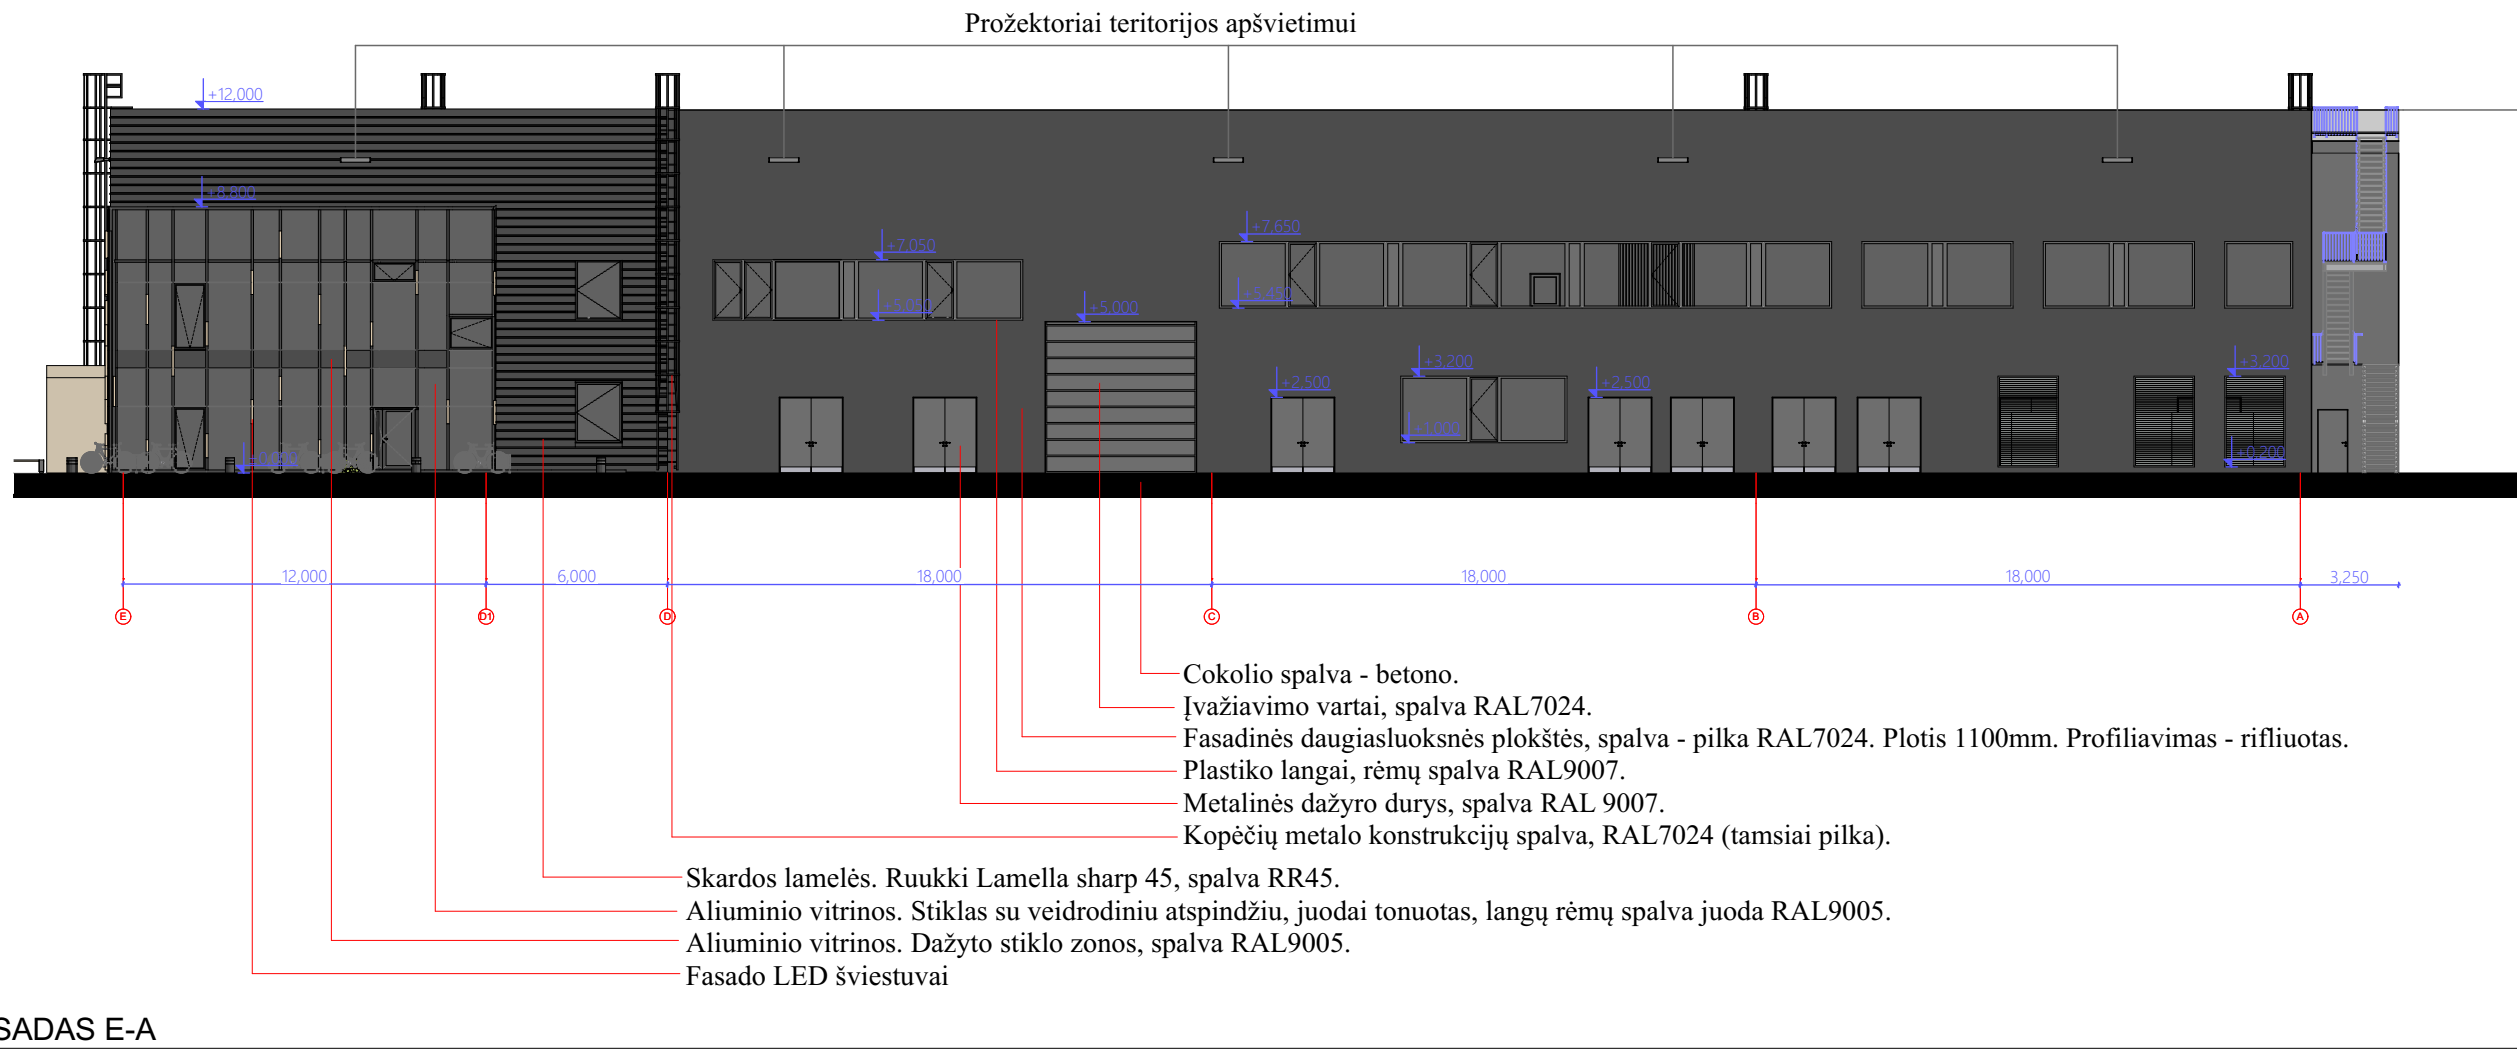 Prožektoriai teritorijos apšvietimui
+12,000
+8,800
+7,650
+7,050
+5,000
+3,200
+3,200
+2,500
+2,500
+0,200
12,000
6,000
18,000
18,000
18,000
3,250
E
D1
D
C
B
A
Cokolio spalva - betono.
Įvažiavimo vartai, spalva RAL7024.
Fasadinės daugiasluoksnės plokštės, spalva - pilka RAL7024. Plotis 1100mm. Profiliavimas - rifliuotas.
Plastiko langai, rėmų spalva RAL9007.
Metalinės dažyro durys, spalva RAL 9007.
Kopėčių metalo konstrukcijų spalva, RAL7024 (tamsiai pilka).
Skardos lamelės. Ruukki Lamella sharp 45, spalva RR45.
Aliuminio vitrinos. Stiklas su veidrodiniu atspindžiu, juodai tonuotas, langų rėmų spalva juoda RAL9005.
Aliuminio vitrinos. Dažyto stiklo zonos, spalva RAL9005.
Fasado LED šviestuvai
SADAS E-A